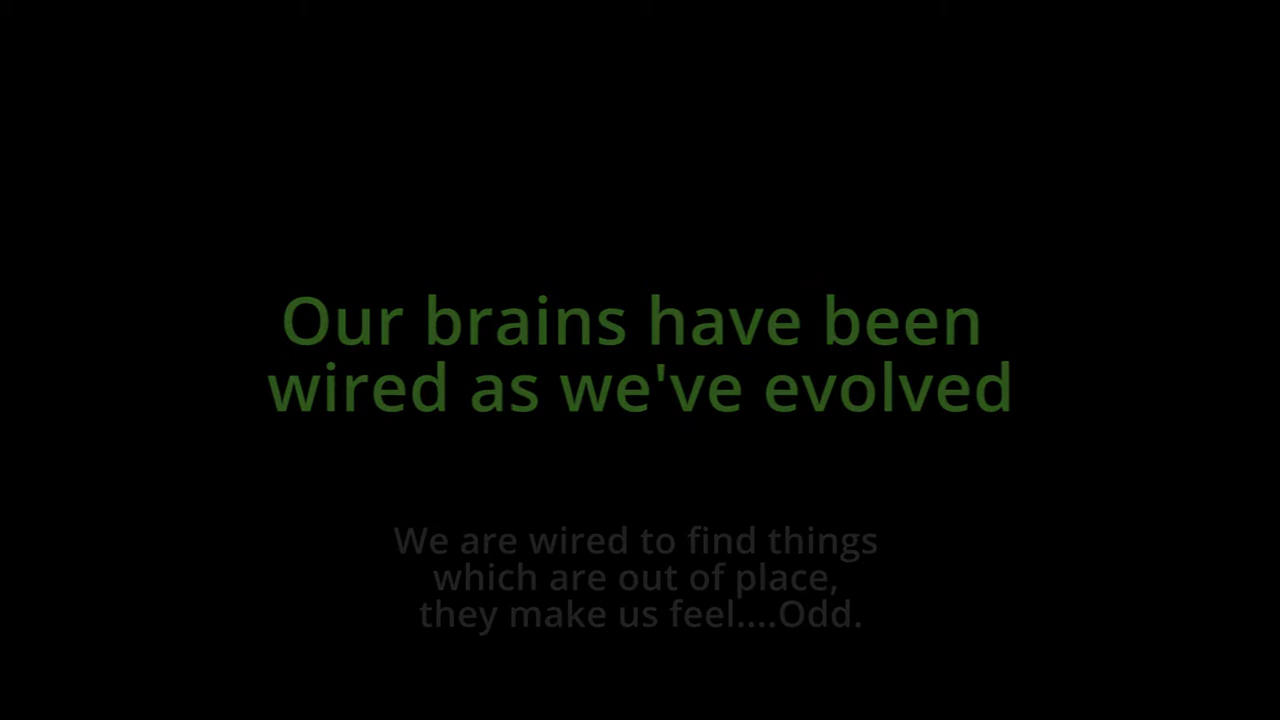 Our brains have been
wired as we've evolved
We are wired to find things
which are out of place,
they make us feel....Odd.